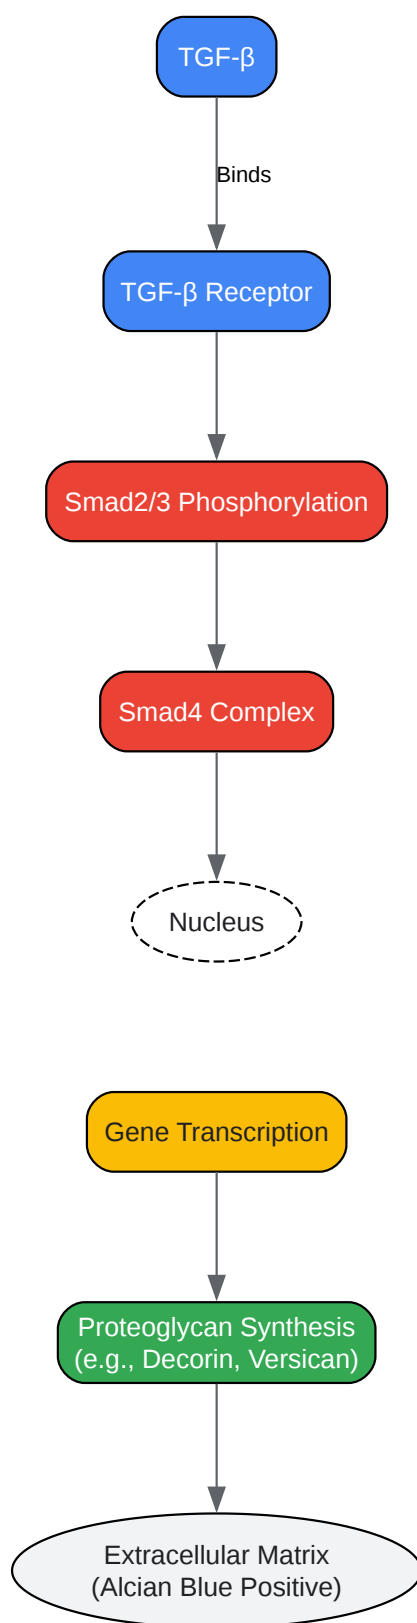 TGF-β
Binds
TGF-β Receptor
Smad2/3 Phosphorylation
Smad4 Complex
Nucleus
Gene Transcription
Proteoglycan Synthesis
(e.g., Decorin, Versican)
Extracellular Matrix
(Alcian Blue Positive)